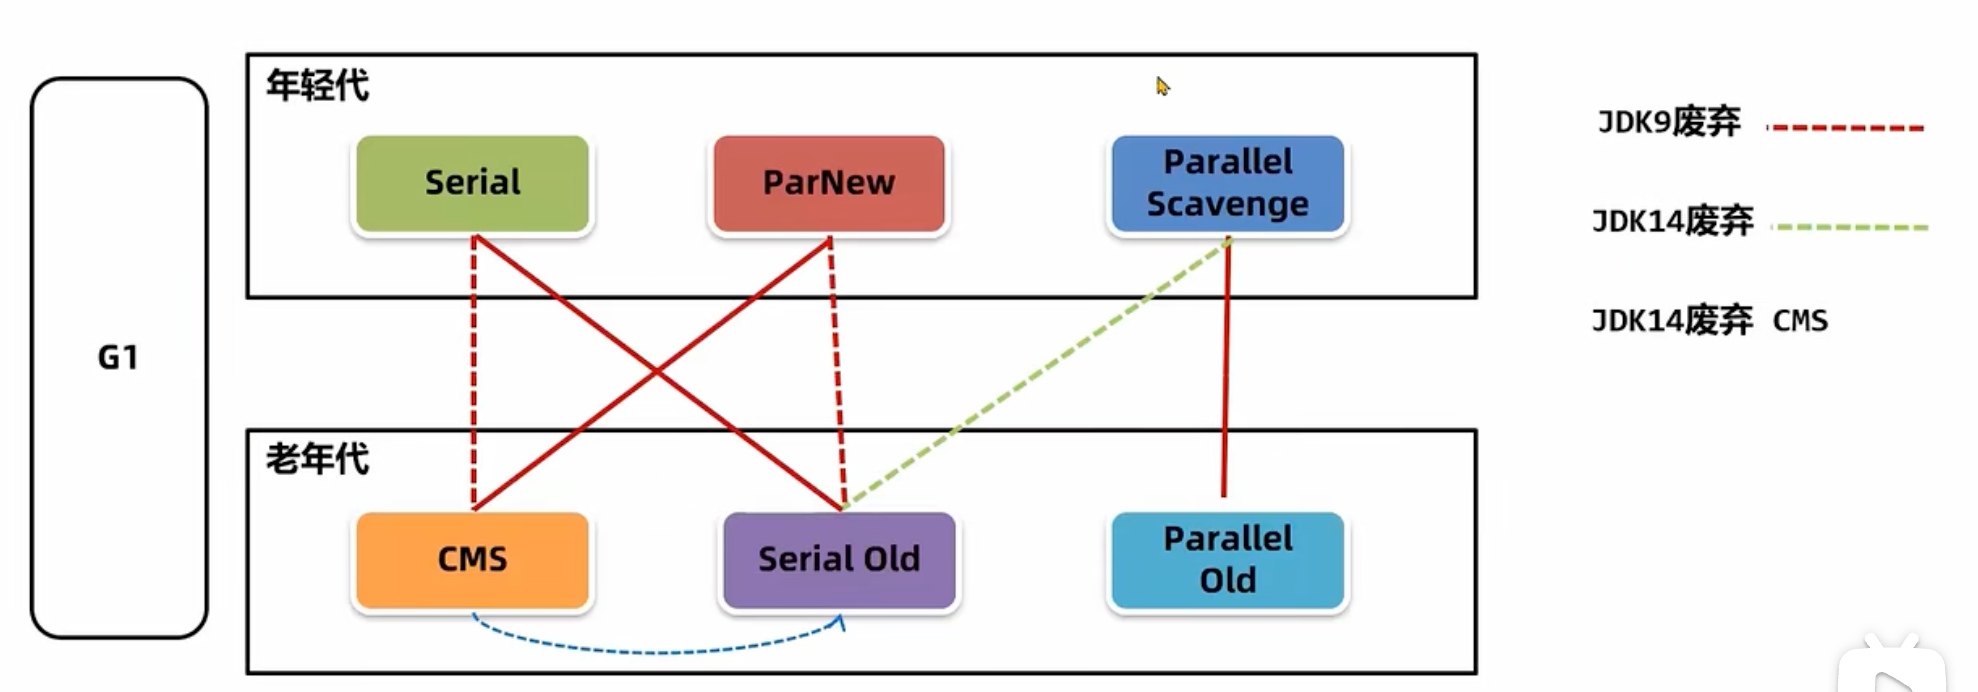 年轻代
Serial
ParNew
Parallel
Scavenge
G1
老年代
CMS
Serial Old
Parallel
Old
JDK9废弃
JDK14废弃
JDK14废弃 CMS